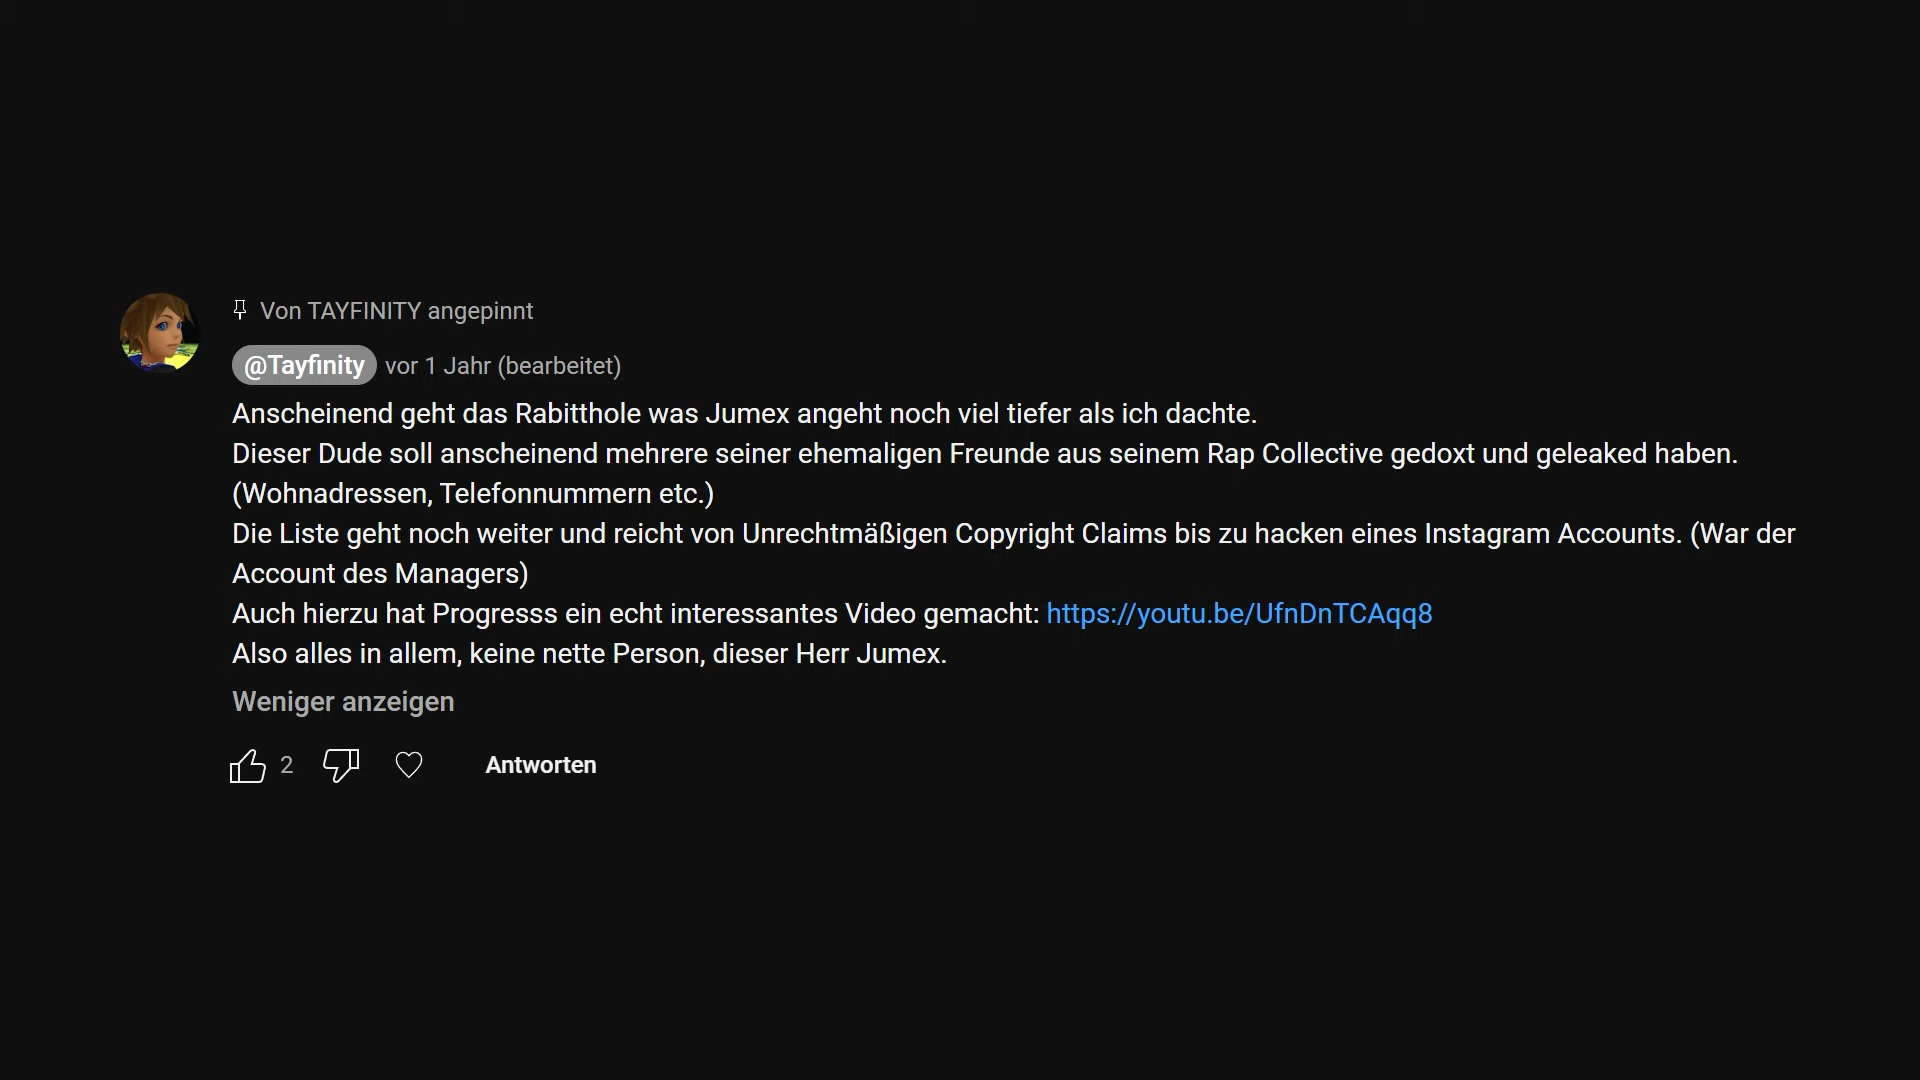 Von TAYFINITY angepinnt
@Tayfinity vor 1 Jahr (bearbeitet)
Anscheinend geht das Rabitthole was Jumex angeht noch viel tiefer als ich dachte.
Dieser Dude soll anscheinend mehrere seiner ehemaligen Freunde aus seinem Rap Collective gedoxt und geleaked haben.
(Wohnadressen, Telefonnummern etc.)
Die Liste geht noch weiter und reicht von Unrechtmäßigen Copyright Claims bis zu hacken eines Instagram Accounts. (War der
Account des Managers)
Auch hierzu hat Progresss ein echt interessantes Video gemacht: https://youtu.be/UfnDnTCAqq8
Also alles in allem, keine nette Person, dieser Herr Jumex.
Weniger anzeigen
2 Antworten